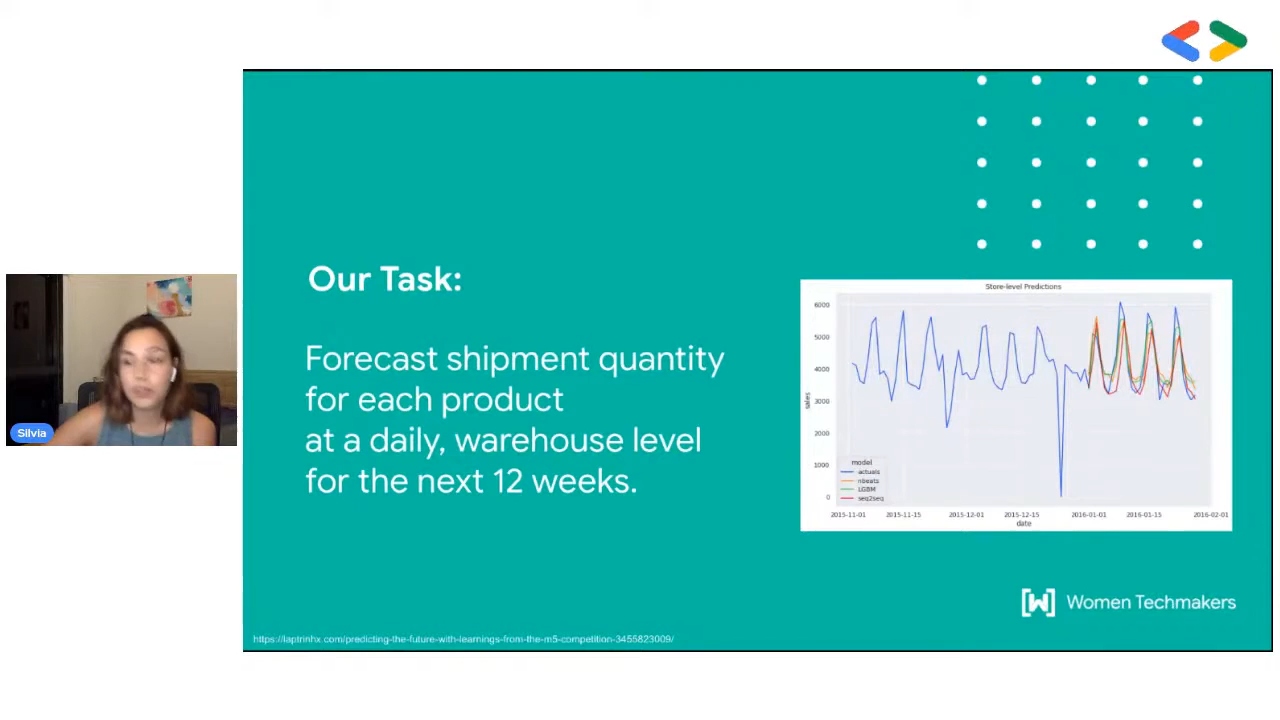 Our Task:
Forecast shipment quantity
for each product
at a daily, warehouse level
for the next 12 weeks.
Store-level Predictions
6000
5000
4000
3000
2000
1000
0
sales
model
actuals
nbeats
LGBM
seq2seq
2015-11-01 2015-11-15 2015-12-01 2015-12-15 2016-01-01 2016-01-15 2016-02-01
date
Silvia
[W] Women Techmakers
https://laptrinhx.com/predicting-the-future-with-learnings-from-the-m5-competition-3455823009/